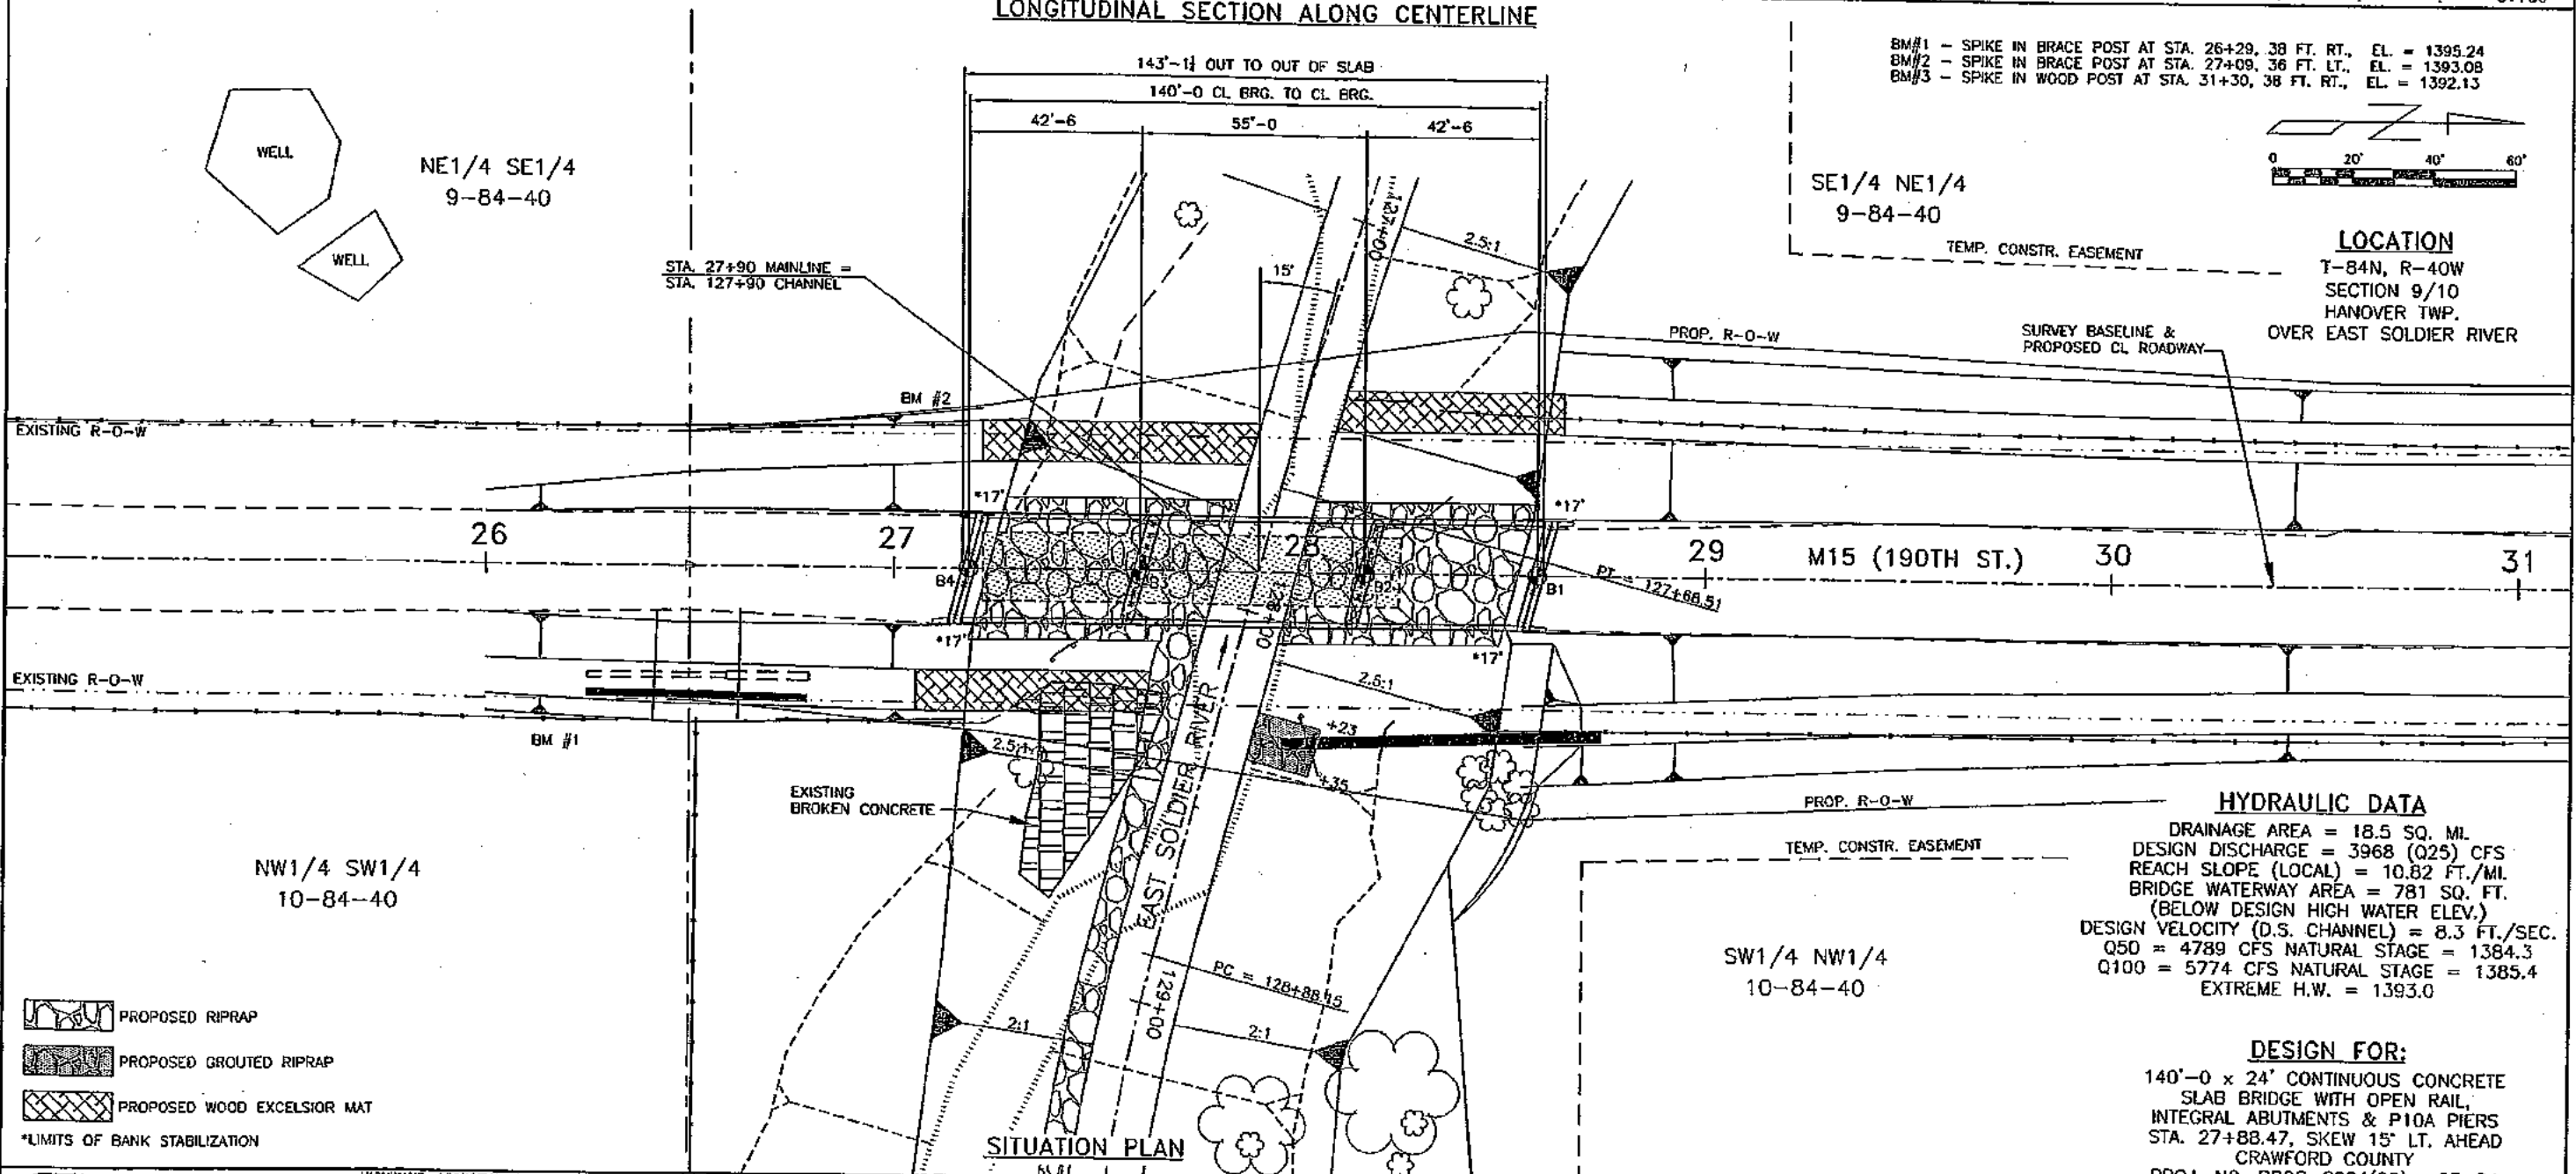 LONGITUDINAL SECTION ALONG CENTERLINE
BM#1 - SPIKE IN BRACE POST AT STA. 26+29, 38 FT. RT., EL. = 1395.24
BM#2 - SPIKE IN BRACE POST AT STA. 27+09, 36 FT. LT., EL. = 1393.08
BM#3 - SPIKE IN WOOD POST AT STA. 31+30, 38 FT. RT., EL. = 1392.13
143'-1¾ OUT TO OUT OF SLAB
140'-0 CL BRG. TO CL BRG.
42'-6
55'-0
42'-6
WELL
WELL
NE1/4 SE1/4
9-84-40
SE1/4 NE1/4
9-84-40
TEMP. CONSTR. EASEMENT
0 20' 40' 60'
LOCATION
T-84N, R-40W
SECTION 9/10
HANOVER TWP.
OVER EAST SOLDIER RIVER
STA. 27+90 MAINLINE =
STA. 127+90 CHANNEL
15'
127+00
2.5:1
PROP. R-O-W
SURVEY BASELINE &
PROPOSED CL ROADWAY
BM #2
EXISTING R-O-W
*17'
*17'
26
27
28
29
M15 (190TH ST.)
30
31
B4
B3
B2
B1
PT = 127+68.51
128+00
*17'
*17'
EXISTING R-O-W
BM #1
2.5:1
2.5:1
+23
+35
EAST SOLDIER RIVER
EXISTING
BROKEN CONCRETE
PROP. R-O-W
TEMP. CONSTR. EASEMENT
NW1/4 SW1/4
10-84-40
SW1/4 NW1/4
10-84-40
PC = 128+88.15
129+00
2:1
2:1
HYDRAULIC DATA
DRAINAGE AREA = 18.5 SQ. MI.
DESIGN DISCHARGE = 3968 (Q25) CFS
REACH SLOPE (LOCAL) = 10.82 FT./MI.
BRIDGE WATERWAY AREA = 781 SQ. FT.
(BELOW DESIGN HIGH WATER ELEV.)
DESIGN VELOCITY (D.S. CHANNEL) = 8.3 FT./SEC.
Q50 = 4789 CFS NATURAL STAGE = 1384.3
Q100 = 5774 CFS NATURAL STAGE = 1385.4
EXTREME H.W. = 1393.0
PROPOSED RIPRAP
PROPOSED GROUTED RIPRAP
PROPOSED WOOD EXCELSIOR MAT
*LIMITS OF BANK STABILIZATION
SITUATION PLAN
DESIGN FOR:
140'-0 x 24' CONTINUOUS CONCRETE
SLAB BRIDGE WITH OPEN RAIL,
INTEGRAL ABUTMENTS & P10A PIERS
STA. 27+88.47, SKEW 15° LT. AHEAD
CRAWFORD COUNTY